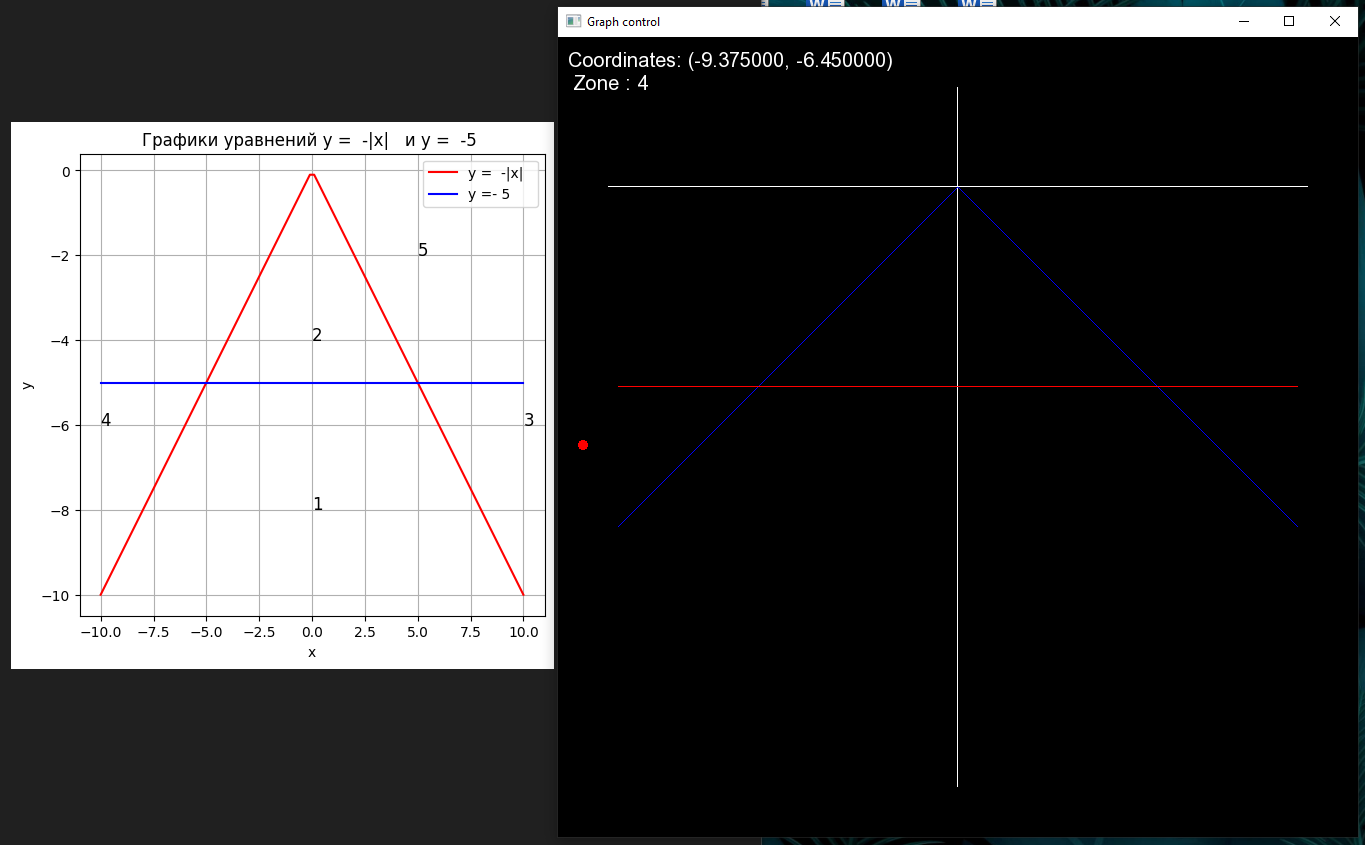 Графики уравнений y =  -|x|   и y =  -5
y =  -|x|
y =- 5
0
−2
−4
−6
−8
−10
y
5
2
4
3
1
−10.0 −7.5 −5.0 −2.5 0.0 2.5 5.0 7.5 10.0
x
Graph control
Coordinates: (-9.375000, -6.450000)
Zone : 4